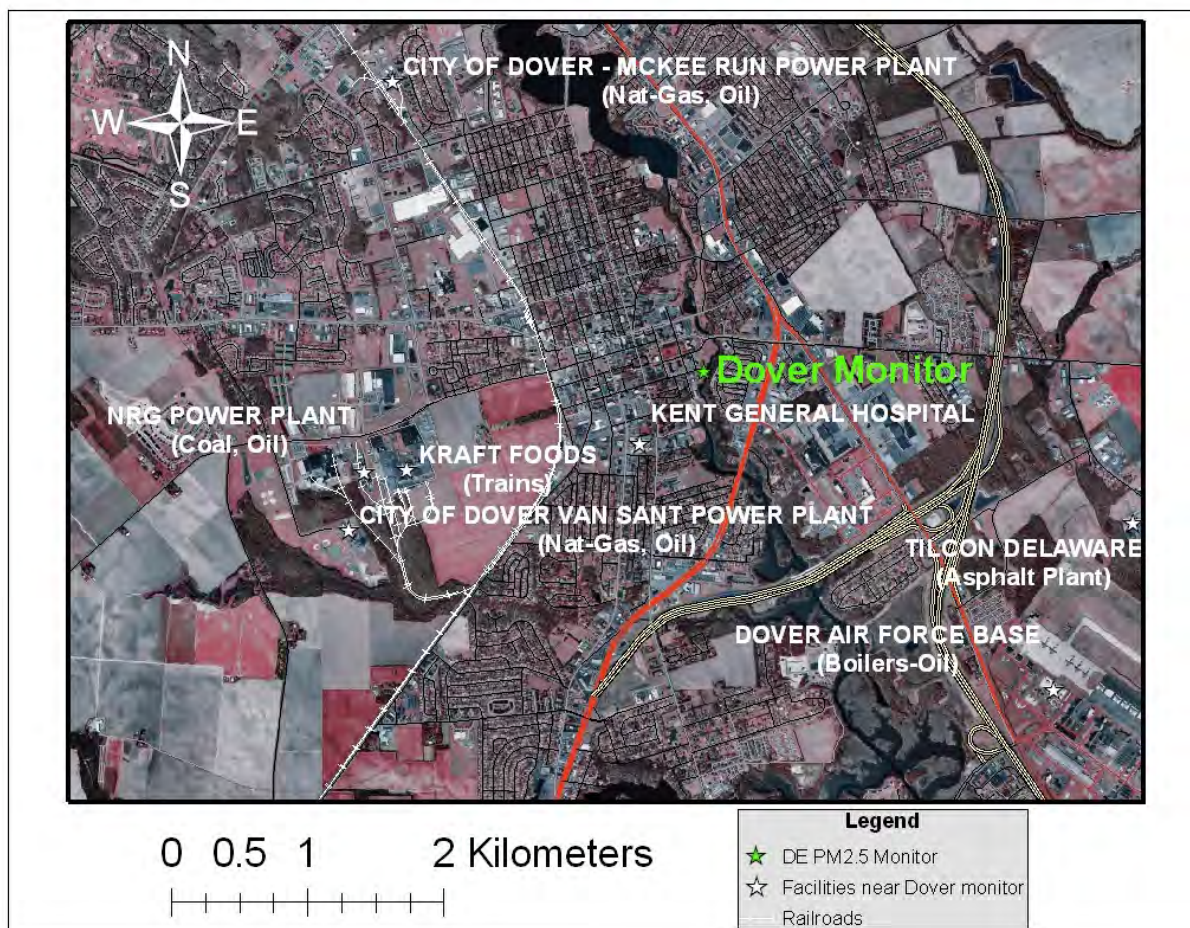 N
W E
S
CITY OF DOVER - MCKEE RUN POWER PLANT
(Nat-Gas, Oil)
Dover Monitor
KENT GENERAL HOSPITAL
NRG POWER PLANT
(Coal, Oil)
KRAFT FOODS
(Trains)
CITY OF DOVER VAN SANT POWER PLANT
(Nat-Gas, Oil)
TILCON DELAWARE
(Asphalt Plant)
DOVER AIR FORCE BASE
(Boilers-Oil)
0 0.5 1 2 Kilometers
Legend
DE PM2.5 Monitor
Facilities near Dover monitor
Railroads